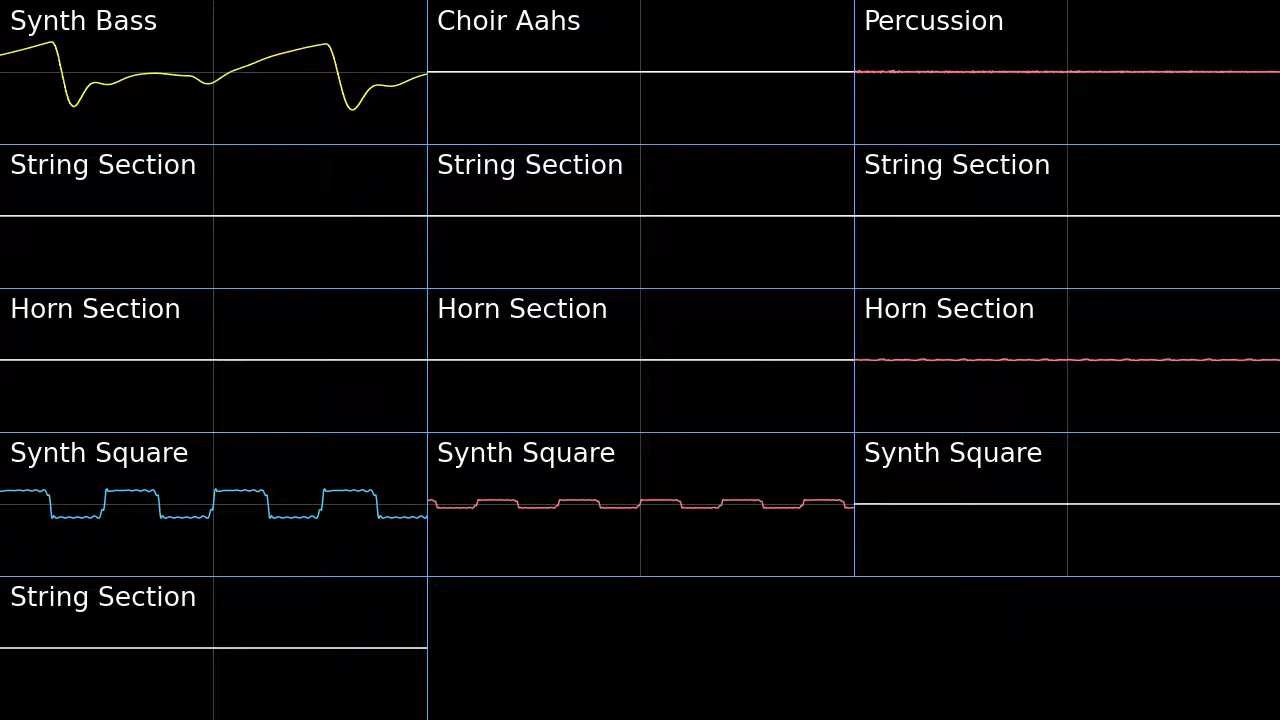 Synth Bass
Choir Aahs
Percussion
String Section
String Section
String Section
Horn Section
Horn Section
Horn Section
Synth Square
Synth Square
Synth Square
String Section